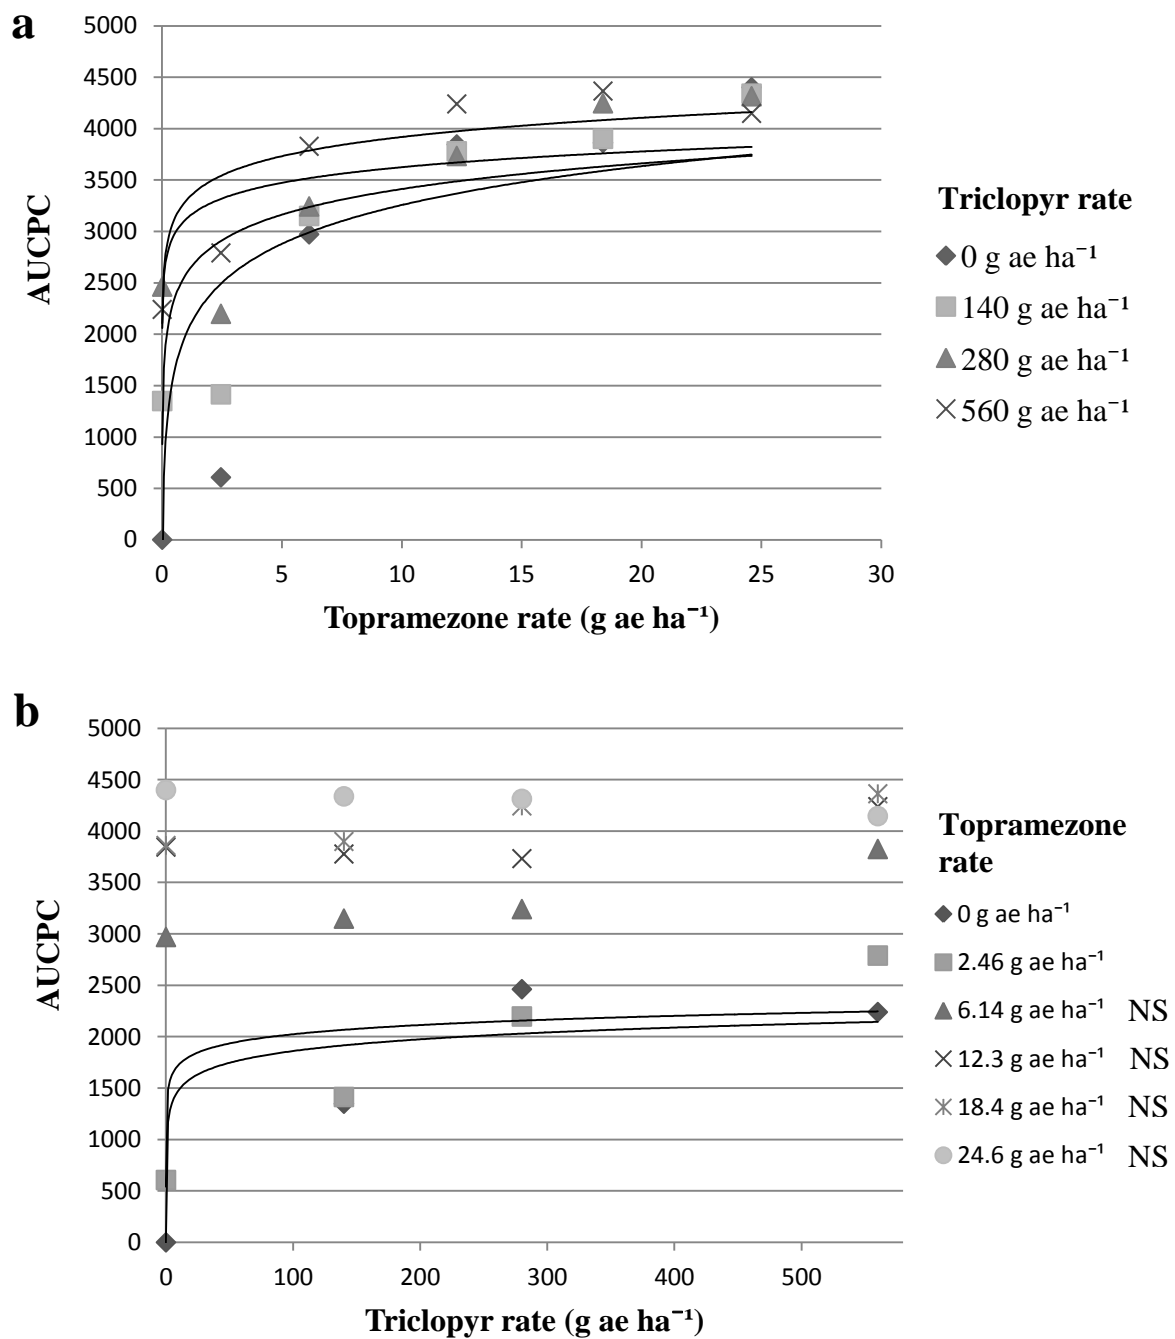 a
5000
4500
4000
3500
3000
2500
2000
1500
1000
500
0
AUCPC
0 5 10 15 20 25 30
Topramezone rate (g ae ha⁻¹)
Triclopyr rate
0 g ae ha⁻¹
140 g ae ha⁻¹
280 g ae ha⁻¹
560 g ae ha⁻¹
b
5000
4500
4000
3500
3000
2500
2000
1500
1000
500
0
AUCPC
0 100 200 300 400 500
Triclopyr rate (g ae ha⁻¹)
Topramezone
rate
0 g ae ha⁻¹
2.46 g ae ha⁻¹
6.14 g ae ha⁻¹ NS
12.3 g ae ha⁻¹ NS
18.4 g ae ha⁻¹ NS
24.6 g ae ha⁻¹ NS